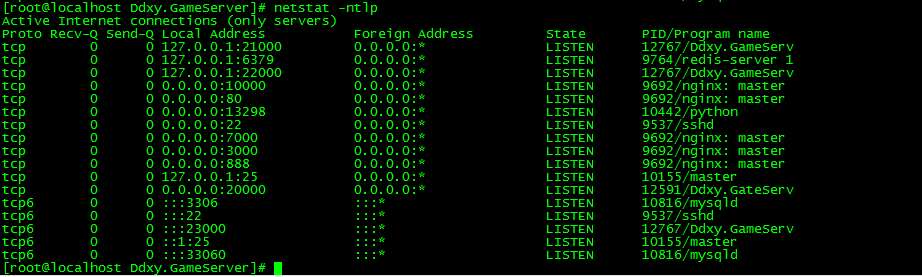 [root@localhost Ddxy.GameServer]# netstat -ntlp
Active Internet connections (only servers)
Proto Recv-Q Send-Q Local Address           Foreign Address         State       PID/Program name
tcp        0      0 127.0.0.1:21000         0.0.0.0:*               LISTEN      12767/Ddxy.GameServ
tcp        0      0 127.0.0.1:6379          0.0.0.0:*               LISTEN      9764/redis-server 1
tcp        0      0 127.0.0.1:22000         0.0.0.0:*               LISTEN      12767/Ddxy.GameServ
tcp        0      0 0.0.0.0:10000           0.0.0.0:*               LISTEN      9692/nginx: master
tcp        0      0 0.0.0.0:80              0.0.0.0:*               LISTEN      9692/nginx: master
tcp        0      0 0.0.0.0:13298           0.0.0.0:*               LISTEN      10442/python
tcp        0      0 0.0.0.0:22              0.0.0.0:*               LISTEN      9537/sshd
tcp        0      0 0.0.0.0:7000            0.0.0.0:*               LISTEN      9692/nginx: master
tcp        0      0 0.0.0.0:3000            0.0.0.0:*               LISTEN      9692/nginx: master
tcp        0      0 0.0.0.0:888             0.0.0.0:*               LISTEN      9692/nginx: master
tcp        0      0 127.0.0.1:25            0.0.0.0:*               LISTEN      10155/master
tcp        0      0 0.0.0.0:20000           0.0.0.0:*               LISTEN      12591/Ddxy.GateServ
tcp6       0      0 :::3306                 :::*                    LISTEN      10816/mysqld
tcp6       0      0 :::22                   :::*                    LISTEN      9537/sshd
tcp6       0      0 :::23000                :::*                    LISTEN      12767/Ddxy.GameServ
tcp6       0      0 ::1:25                  :::*                    LISTEN      10155/master
tcp6       0      0 :::33060                :::*                    LISTEN      10816/mysqld
[root@localhost Ddxy.GameServer]#